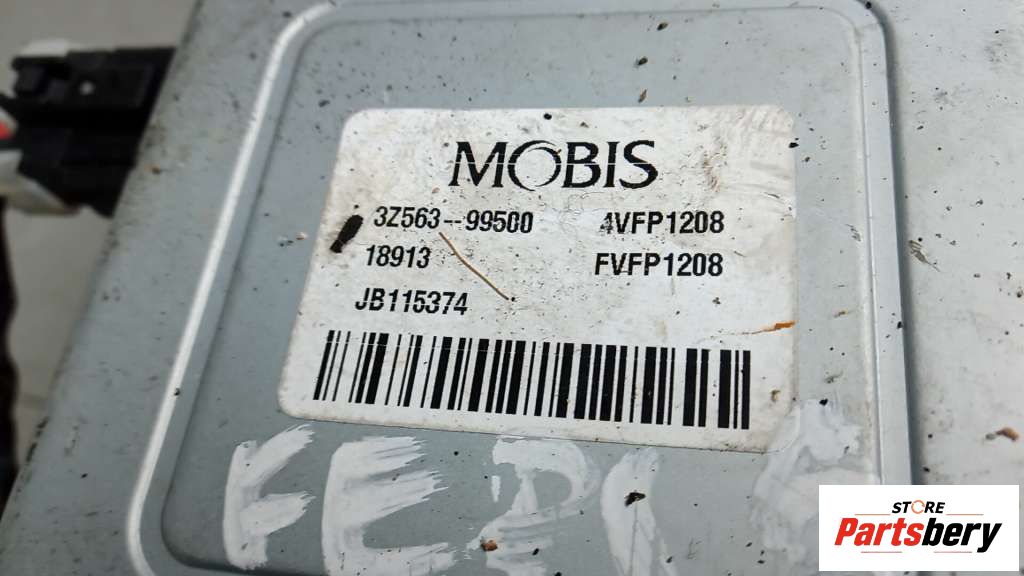 MOBIS
3Z563-99500 4VFP1208
18913 FVFP1208
JB115374
STORE
Partsbery